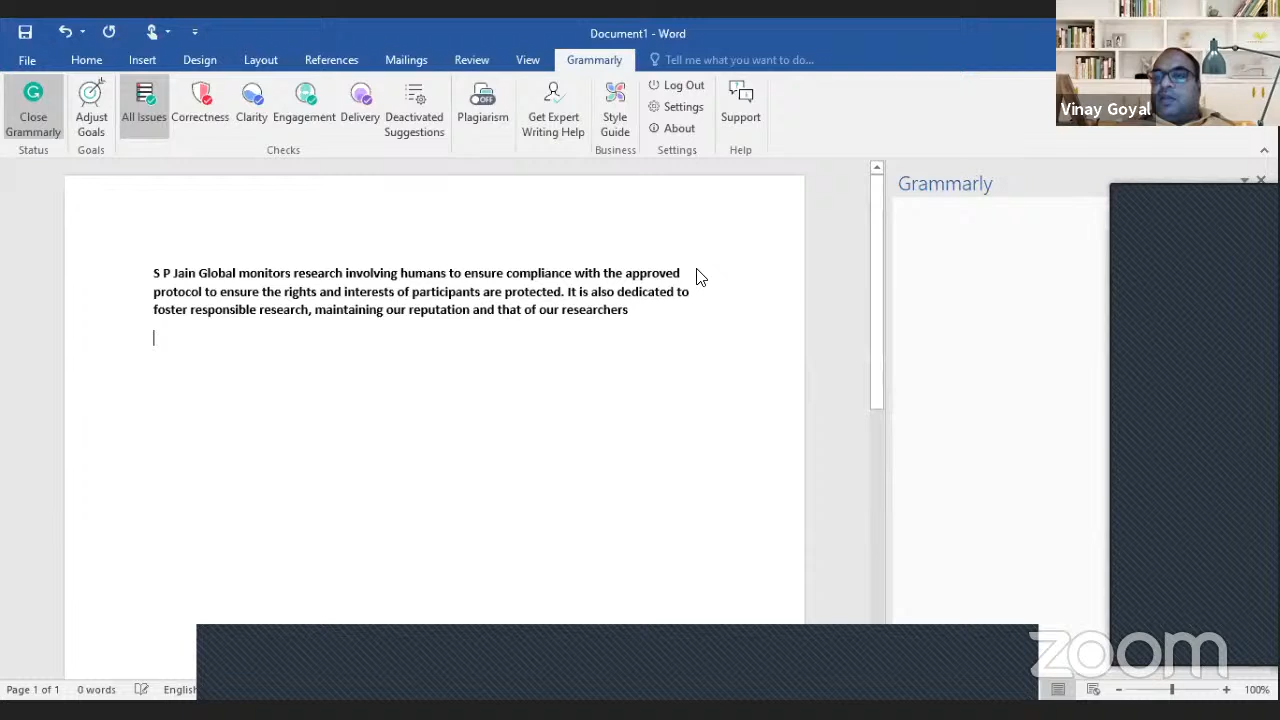 Document1 - Word
Vinay Goyal
File Home Insert Design Layout References Mailings Review View Grammarly Tell me what you want to do...
Close Grammarly
Status
Adjust Goals
Goals
All Issues
Correctness
Clarity
Engagement
Delivery
Deactivated Suggestions
Checks
OFF
Plagiarism
Get Expert Writing Help
Style Guide
Business
Log Out
Settings
About
Settings
Support
Help
Grammarly
S P Jain Global monitors research involving humans to ensure compliance with the approved
protocol to ensure the rights and interests of participants are protected. It is also dedicated to
foster responsible research, maintaining our reputation and that of our researchers
zoom
Page 1 of 1 0 words English 100%